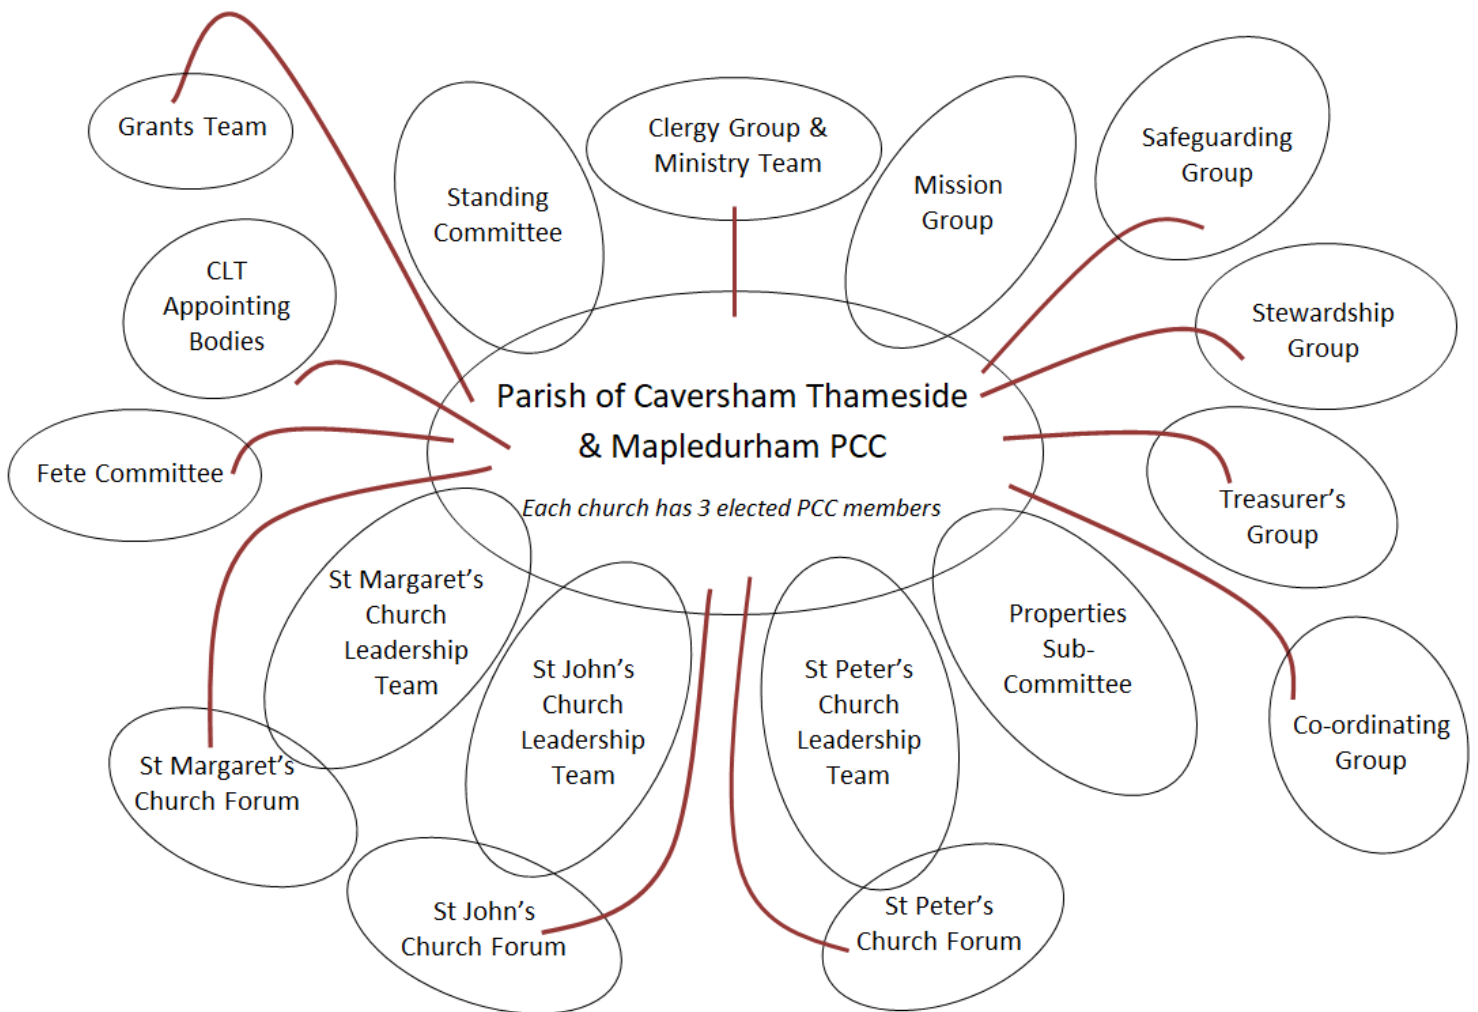 Grants Team
Standing
Committee
Clergy Group &
Ministry Team
Mission
Group
Safeguarding
Group
CLT
Appointing
Bodies
Stewardship
Group
Parish of Caversham Thameside
& Mapledurham PCC
Each church has 3 elected PCC members
Fete Committee
Treasurer’s
Group
St Margaret’s
Church
Leadership
Team
St John’s
Church
Leadership
Team
St Peter’s
Church
Leadership
Team
Properties
Sub-
Committee
Co-ordinating
Group
St Margaret’s
Church Forum
St John’s
Church Forum
St Peter’s
Church Forum